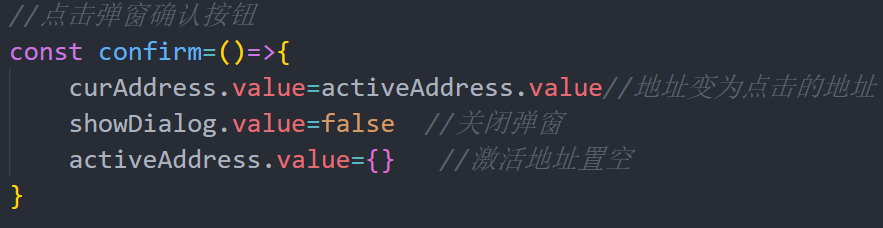 //点击弹窗确认按钮
const confirm=()=>{
    curAddress.value=activeAddress.value//地址变为点击的地址
    showDialog.value=false  //关闭弹窗
    activeAddress.value={}   //激活地址置空
}